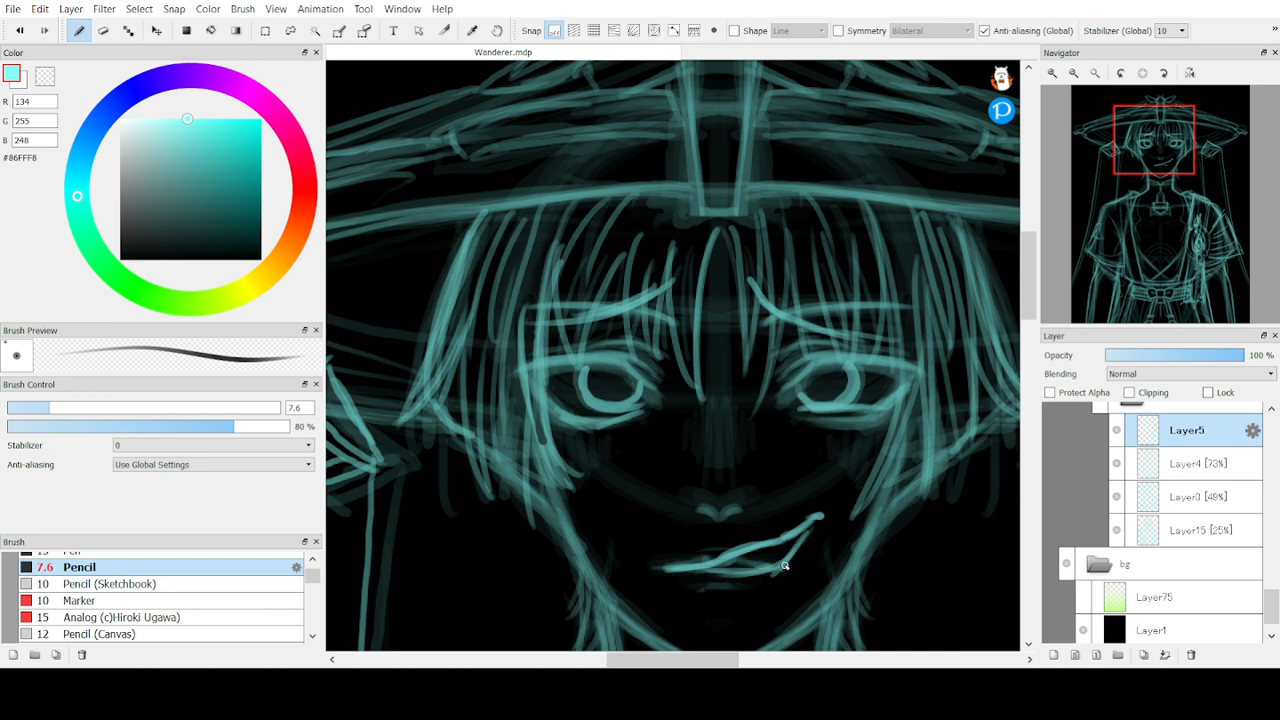 File Edit Layer Filter Select Snap Color Brush View Animation Tool Window Help
T Snap Shape Line Symmetry Bilateral Anti-aliasing (Global) Stabilizer (Global) 10
Color
Wanderer.mdp
Navigator
R 134
G 255
B 248
#86FFF8
Brush Preview
Brush Control
7.6
80 %
Stabilizer 0
Anti-aliasing Use Global Settings
Brush
15 Pen
7.6 Pencil
10 Pencil (Sketchbook)
10 Marker
15 Analog (c)Hiroki Ugawa)
12 Pencil (Canvas)
Layer
Opacity 100 %
Blending Normal
Protect Alpha Clipping Lock
Layer5
Layer4 [73%]
Layer3 [49%]
Layer15 [25%]
bg
Layer75
Layer1